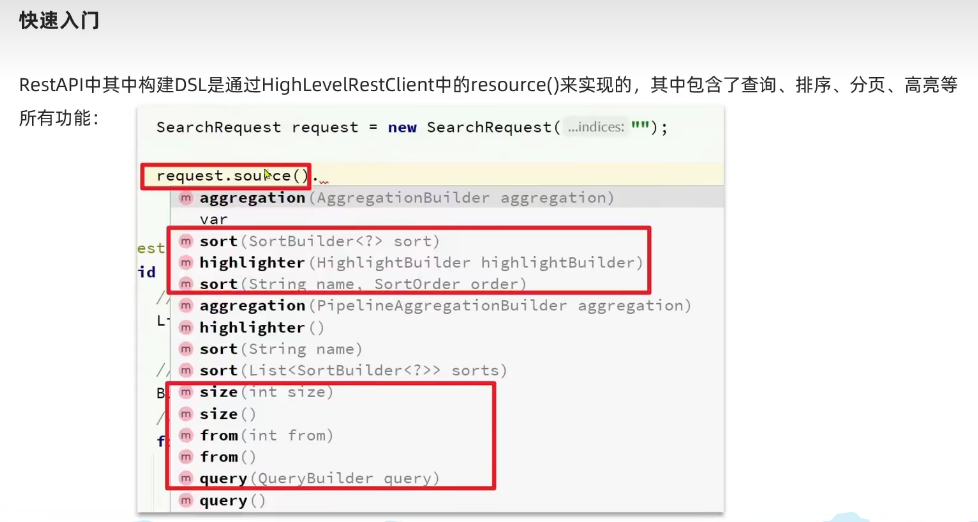 快速入门
RestAPI中其中构建DSL是通过HighLevelRestClient中的resource()来实现的，其中包含了查询、排序、分页、高亮等
所有功能：
SearchRequest request = new SearchRequest( ...indices: "");
request.source().
m aggregation(AggregationBuilder aggregation)
var
est m sort(SortBuilder<?> sort)
id m highlighter(HighlightBuilder highlightBuilder)
m sort(String name, SortOrder order)
// m aggregation(PipelineAggregationBuilder aggregation)
m highlighter()
m sort(String name)
// m sort(List<SortBuilder<?>> sorts)
m size(int size)
m size()
m from(int from)
m from()
m query(QueryBuilder query)
m query()